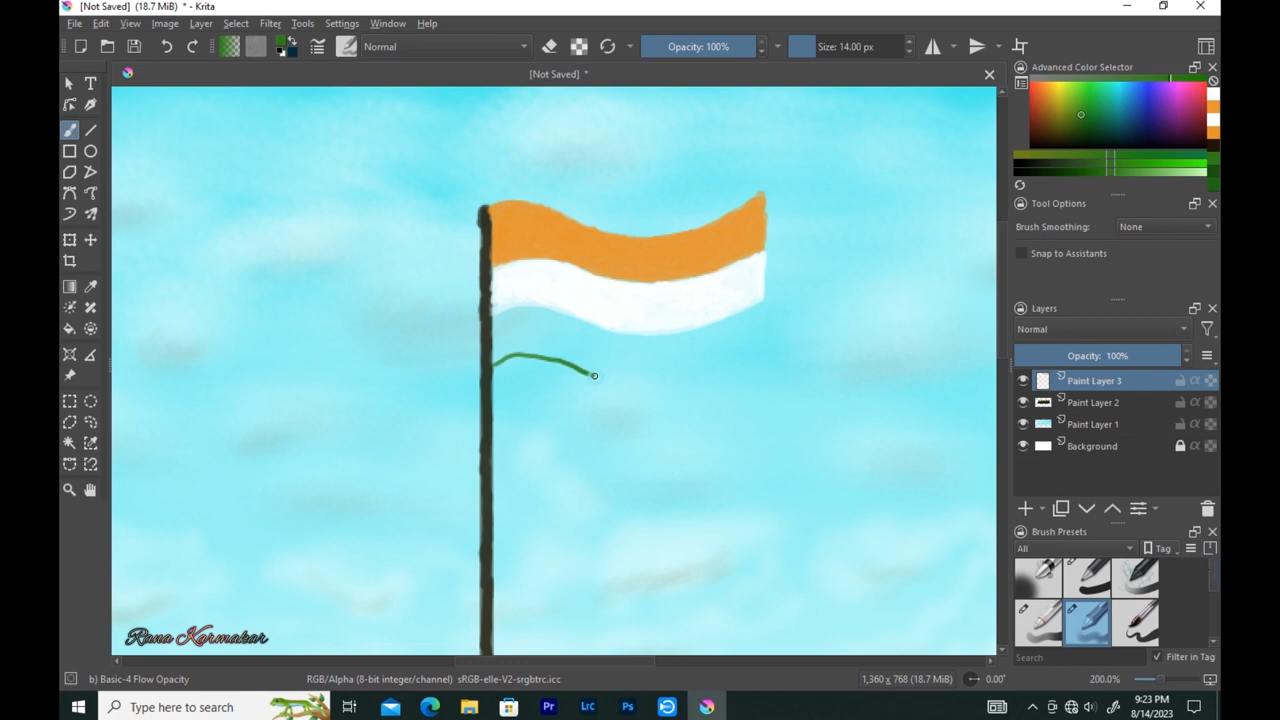 [Not Saved] (18.7 MiB) * - Krita
File Edit View Image Layer Select Filter Tools Settings Window Help
Normal Opacity: 100% Size: 14.00 px
[Not Saved] *
Advanced Color Selector
Tool Options
Brush Smoothing: None
Snap to Assistants
Layers
Normal
Opacity: 100%
Paint Layer 3
Paint Layer 2
Paint Layer 1
Background
Brush Presets
All Tag
Search Filter in Tag
Rana Karmakar
b) Basic-4 Flow Opacity RGB/Alpha (8-bit integer/channel) sRGB-elle-V2-srgbtrc.icc 1,360 x 768 (18.7 MiB) 0.00° 200.0%
Type here to search Pr Lrc Ps 9:23 PM
8/14/2023